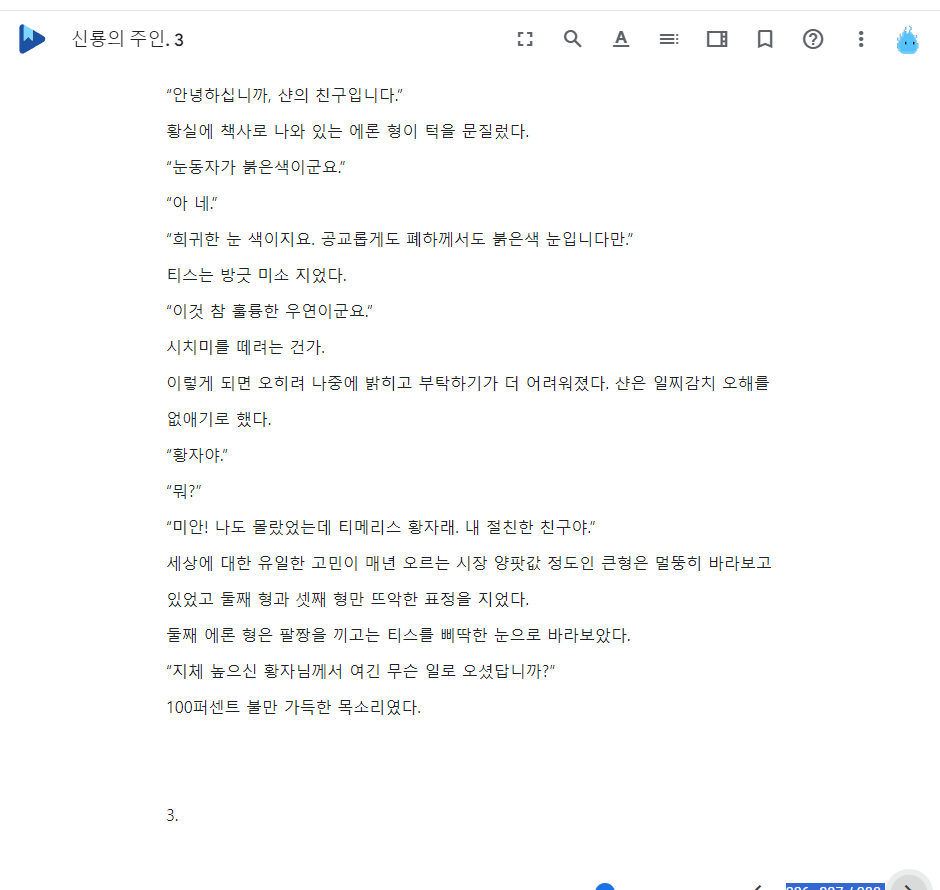 신룡의 주인. 3
“안녕하십니까, 샨의 친구입니다.”
황실에 책사로 나와 있는 에론 형이 턱을 문질렀다.
“눈동자가 붉은색이군요.”
“아 네.”
“희귀한 눈 색이지요. 공교롭게도 폐하께서도 붉은색 눈입니다만.”
티스는 방긋 미소 지었다.
“이것 참 훌륭한 우연이군요.”
시치미를 떼려는 건가.
이렇게 되면 오히려 나중에 밝히고 부탁하기가 더 어려워졌다. 샨은 일찌감치 오해를
없애기로 했다.
“황자야.”
“뭐?”
“미안! 나도 몰랐었는데 티메리스 황자래. 내 절친한 친구야.”
세상에 대한 유일한 고민이 매년 오르는 시장 양팟값 정도인 큰형은 멀뚱히 바라보고
있었고 둘째 형과 셋째 형만 뜨악한 표정을 지었다.
둘째 에론 형은 팔짱을 끼고는 티스를 삐딱한 눈으로 바라보았다.
“지체 높으신 황자님께서 여긴 무슨 일로 오셨답니까?”
100퍼센트 불만 가득한 목소리였다.
3.